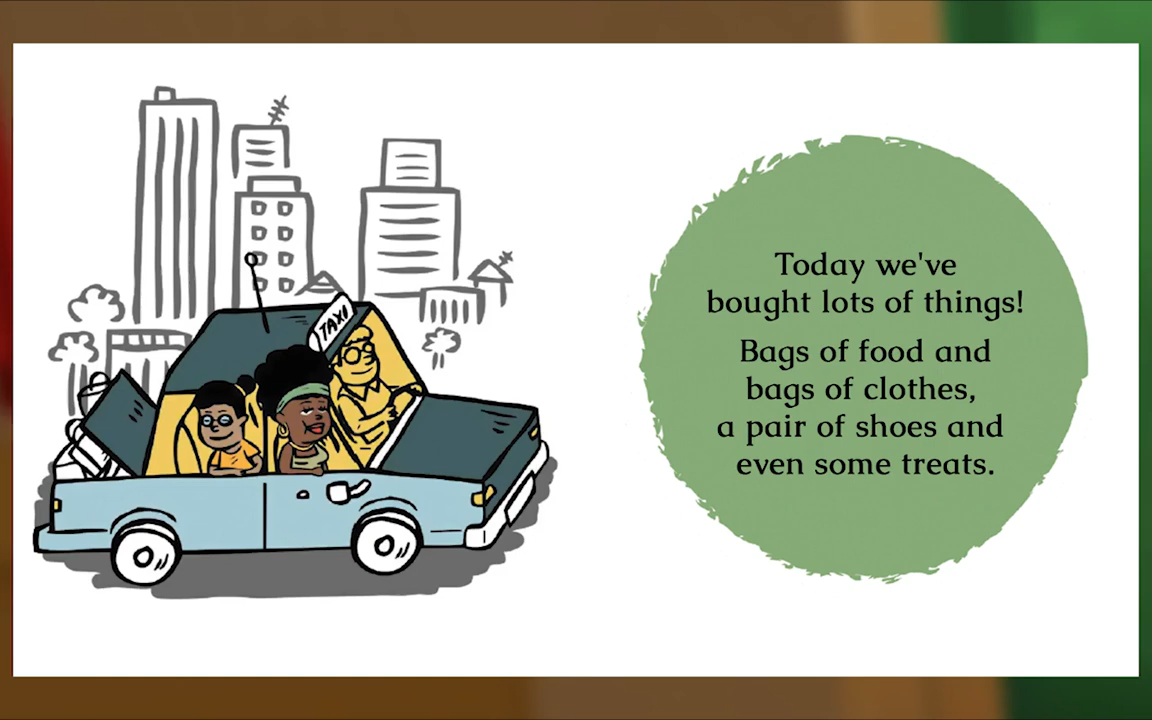 TAXI
Today we've
bought lots of things!
Bags of food and
bags of clothes,
a pair of shoes and
even some treats.